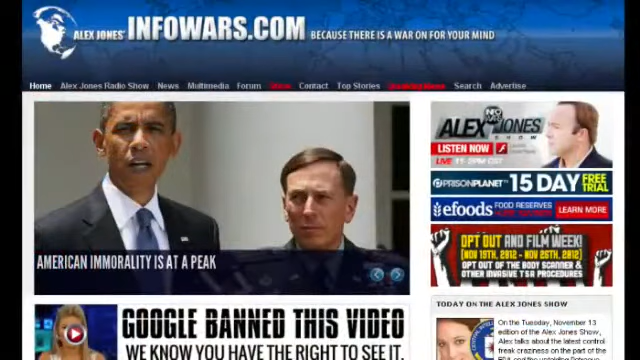 ALEX JONES' INFOWARS.COM BECAUSE THERE IS A WAR ON FOR YOUR MIND
Home Alex Jones Radio Show News Multimedia Forum Contact Top Stories Search Advertise
ALEX JONES
SHOW
LISTEN NOW
LIVE 11-2PM CST
PRISONPLANET 15 DAY FREE TRIAL
efoods FOOD RESERVES LEARN MORE
AMERICAN IMMORALITY IS AT A PEAK
OPT OUT AND FILM WEEK!
[NOV 19TH, 2012 - NOV 26TH, 2012]
OPT OUT OF THE BODY SCANNER &
OTHER INVASIVE TSA PROCEDURES
GOOGLE BANNED THIS VIDEO
WE KNOW YOU HAVE THE RIGHT TO SEE IT.
TODAY ON THE ALEX JONES SHOW
On the Tuesday, November 13
edition of the Alex Jones Show,
Alex talks about the latest control
freak craziness on the part of the